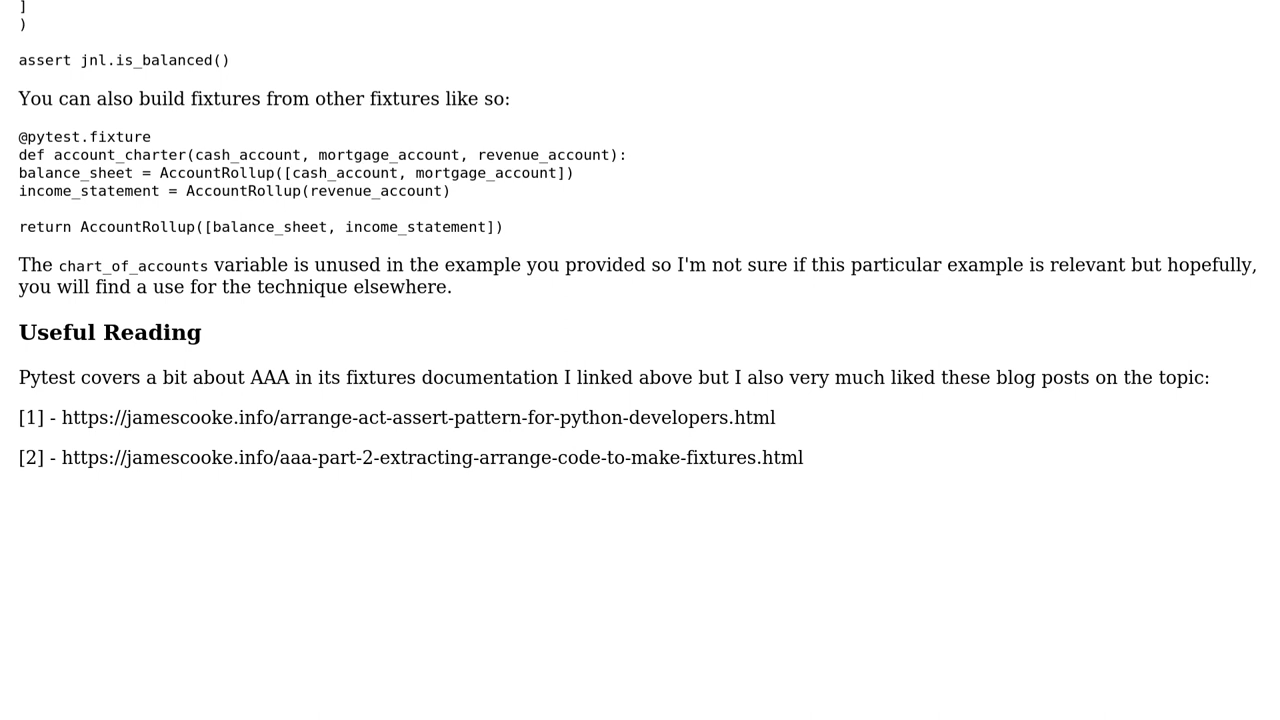 ]
)
assert jnl.is_balanced()
You can also build fixtures from other fixtures like so:
@pytest.fixture
def account_charter(cash_account, mortgage_account, revenue_account):
balance_sheet = AccountRollup([cash_account, mortgage_account])
income_statement = AccountRollup(revenue_account)
return AccountRollup([balance_sheet, income_statement])
The chart_of_accounts variable is unused in the example you provided so I'm not sure if this particular example is relevant but hopefully,
you will find a use for the technique elsewhere.
Useful Reading
Pytest covers a bit about AAA in its fixtures documentation I linked above but I also very much liked these blog posts on the topic:
[1] - https://jamescooke.info/arrange-act-assert-pattern-for-python-developers.html
[2] - https://jamescooke.info/aaa-part-2-extracting-arrange-code-to-make-fixtures.html